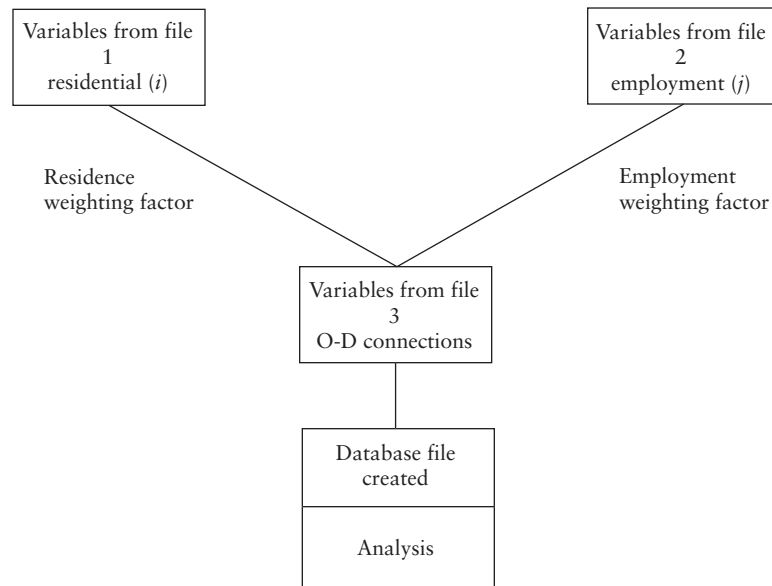 Variables from file
1
residential (i)
Variables from file
2
employment (j)
Residence
weighting factor
Employment
weighting factor
Variables from file
3
O-D connections
Database file
created
Analysis